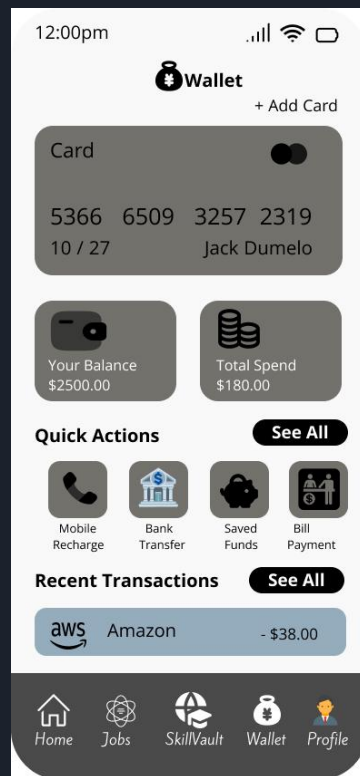 12:00pm
¥ Wallet
+ Add Card
Card
5366 6509 3257 2319
10 / 27 Jack Dumelo
Your Balance
$2500.00
Total Spend
$180.00
Quick Actions See All
Mobile
Recharge
Bank
Transfer
Saved
Funds
Bill
Payment
Recent Transactions See All
aws Amazon - $38.00
Home Jobs SkillVault Wallet Profile